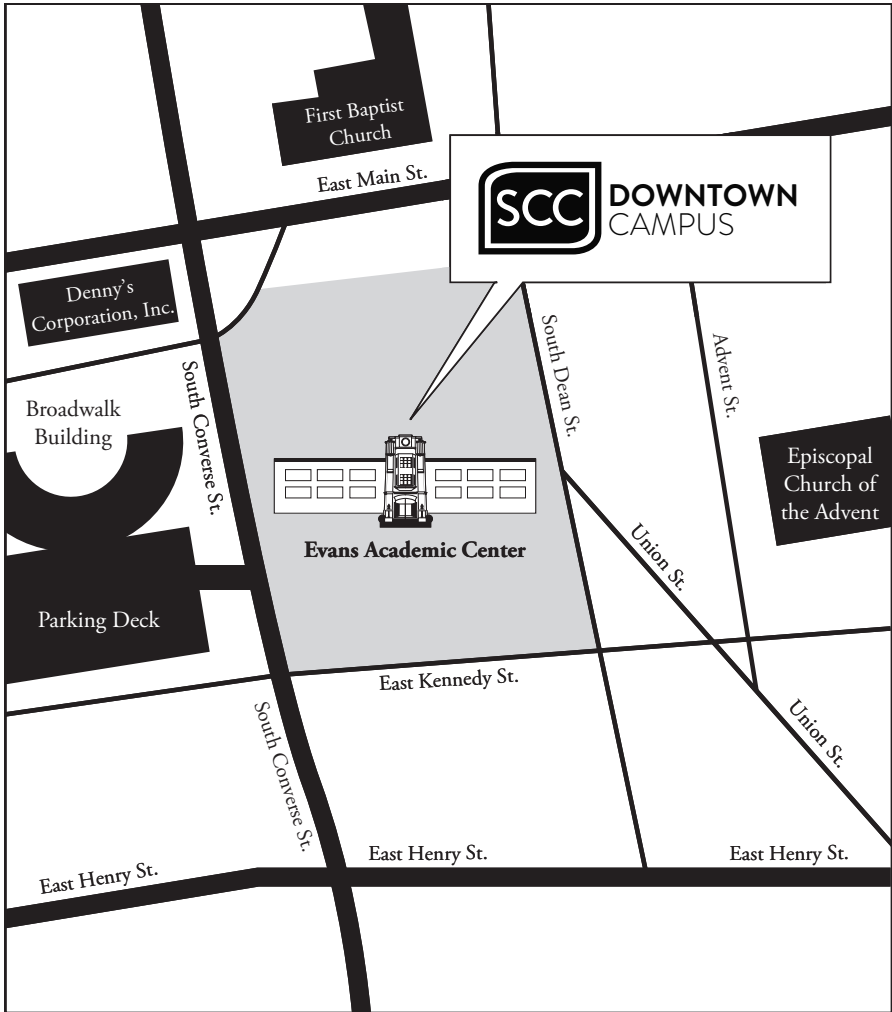 First Baptist
Church
East Main St.
SCC
DOWNTOWN
CAMPUS
Denny’s
Corporation, Inc.
South Converse St.
South Dean St.
Advent St.
Broadwalk
Building
Episcopal
Church of
the Advent
Evans Academic Center
Union St.
Parking Deck
East Kennedy St.
South Converse St.
Union St.
East Henry St.
East Henry St.
East Henry St.